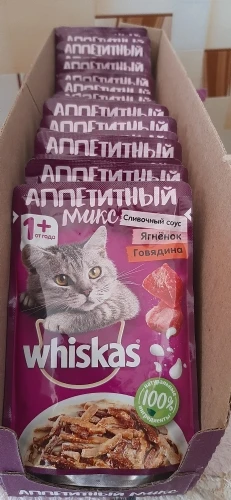 АППЕТИТНЫЙ
АППЕТИТНЫЙ
АППЕТИТНЫЙ
АППЕТИТНЫЙ
АППЕТИТНЫЙ
АППЕТИТНЫЙ
микс
Сливочный соус
1+
от года
Ягнёнок
Говядина
whiskas
100%
АППЕТИТНЫЙ